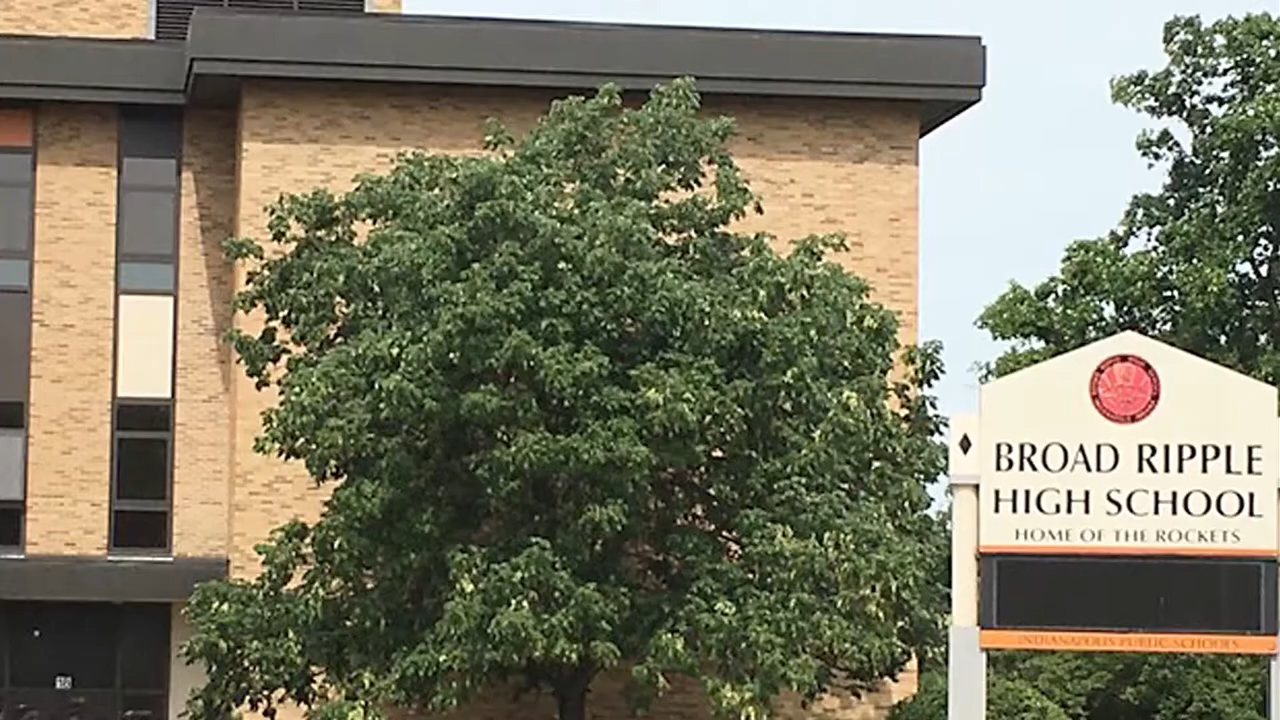 BROAD RIPPLE
HIGH SCHOOL
HOME OF THE ROCKETS
INDIANAPOLIS PUBLIC SCHOOLS